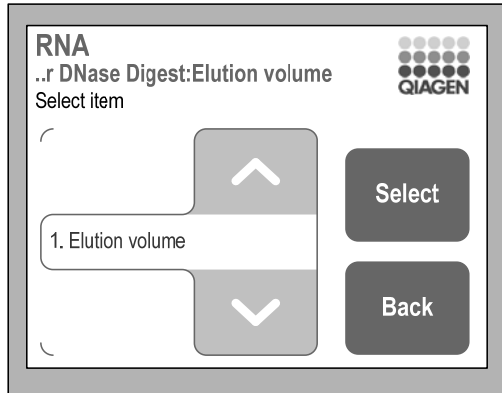 RNA
..r DNase Digest:Elution volume
Select item
QIAGEN
1. Elution volume
Select
Back